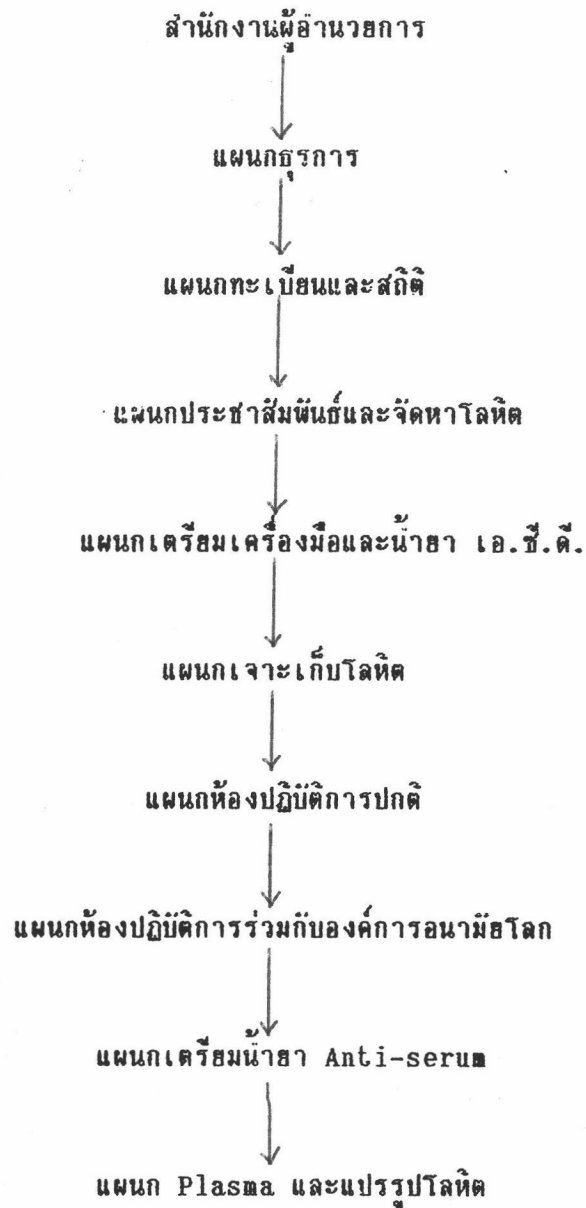 สำนักงานผู้อำนวยการ
แผนกธุรการ
แผนกทะเบียนและสถิติ
แผนกประชาสัมพันธ์และจัดหาโลหิต
แผนกเตรียมเครื่องมือและน้ำยา เอ.ซี.ดี.
แผนกเจาะเก็บโลหิต
แผนกห้องปฏิบัติการปกติ
แผนกห้องปฏิบัติการร่วมกับองค์การอนามัยโลก
แผนกเตรียมน้ำยา Anti-serum
แผนก Plasma และแปรรูปโลหิต